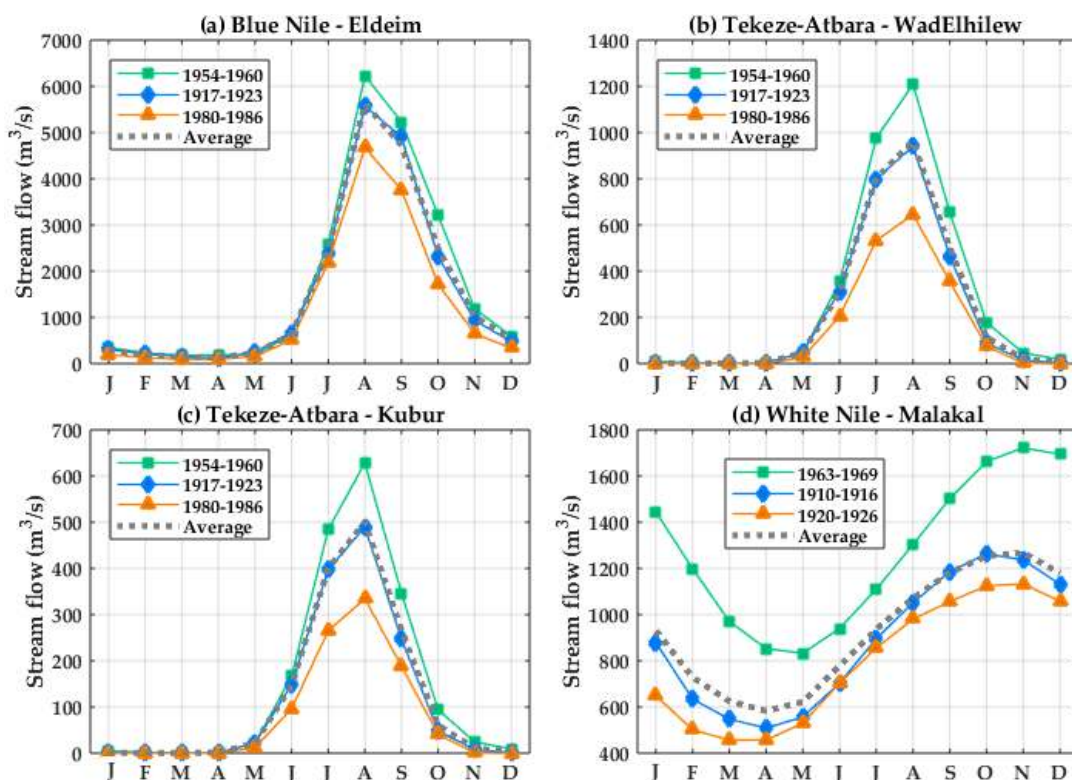 (a) Blue Nile - Eldeim
Stream flow (m³/s)
7000
6000
5000
4000
3000
2000
1000
0
1954-1960
1917-1923
1980-1986
Average
J F M A M J J A S O N D
(b) Tekeze-Atbara - WadElhilew
Stream flow (m³/s)
1400
1200
1000
800
600
400
200
0
1954-1960
1917-1923
1980-1986
Average
J F M A M J J A S O N D
(c) Tekeze-Atbara - Kubur
Stream flow (m³/s)
700
600
500
400
300
200
100
0
1954-1960
1917-1923
1980-1986
Average
J F M A M J J A S O N D
(d) White Nile - Malakal
Stream flow (m³/s)
1800
1600
1400
1200
1000
800
600
400
1963-1969
1910-1916
1920-1926
Average
J F M A M J J A S O N D